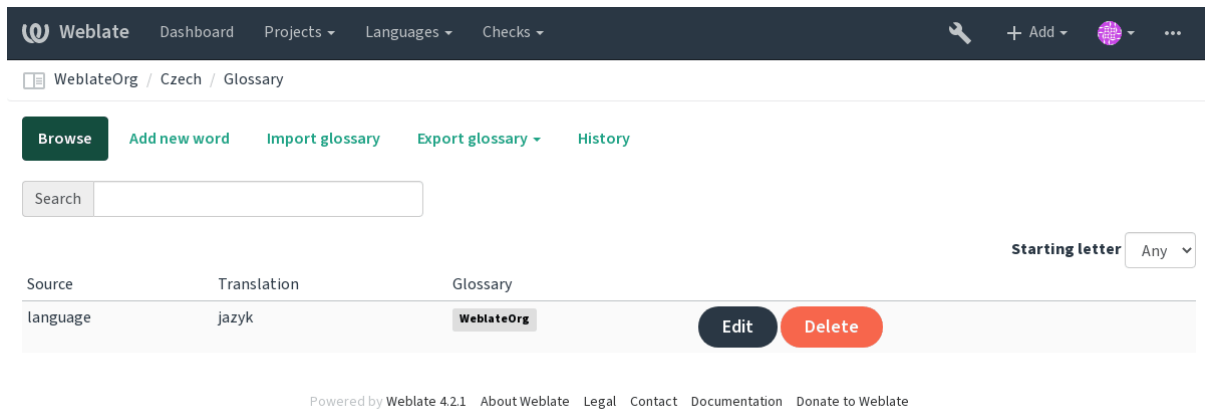 Weblate Dashboard Projects Languages Checks Add
WeblateOrg / Czech / Glossary
Browse Add new word Import glossary Export glossary History
Search
Starting letter Any
Source Translation Glossary
language jazyk WeblateOrg Edit Delete
Powered by Weblate 4.2.1 About Weblate Legal Contact Documentation Donate to Weblate